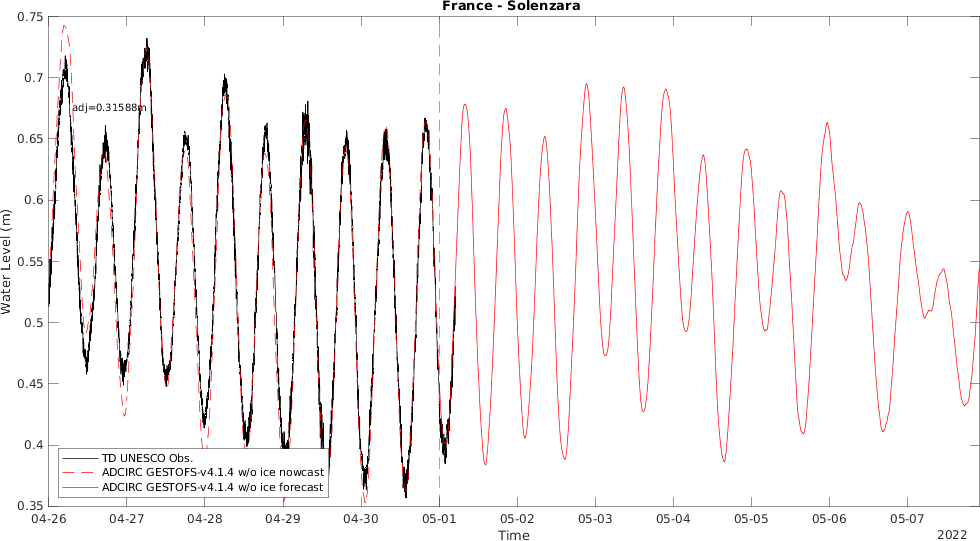 France - Solenzara
0.75
0.7
0.65
0.6
0.55
0.5
0.45
0.4
0.35
Water Level (m)
adj=0.31588m
TD UNESCO Obs.
ADCIRC GESTOFS-v4.1.4 w/o ice nowcast
ADCIRC GESTOFS-v4.1.4 w/o ice forecast
04-26 04-27 04-28 04-29 04-30 05-01 05-02 05-03 05-04 05-05 05-06 05-07
Time
2022